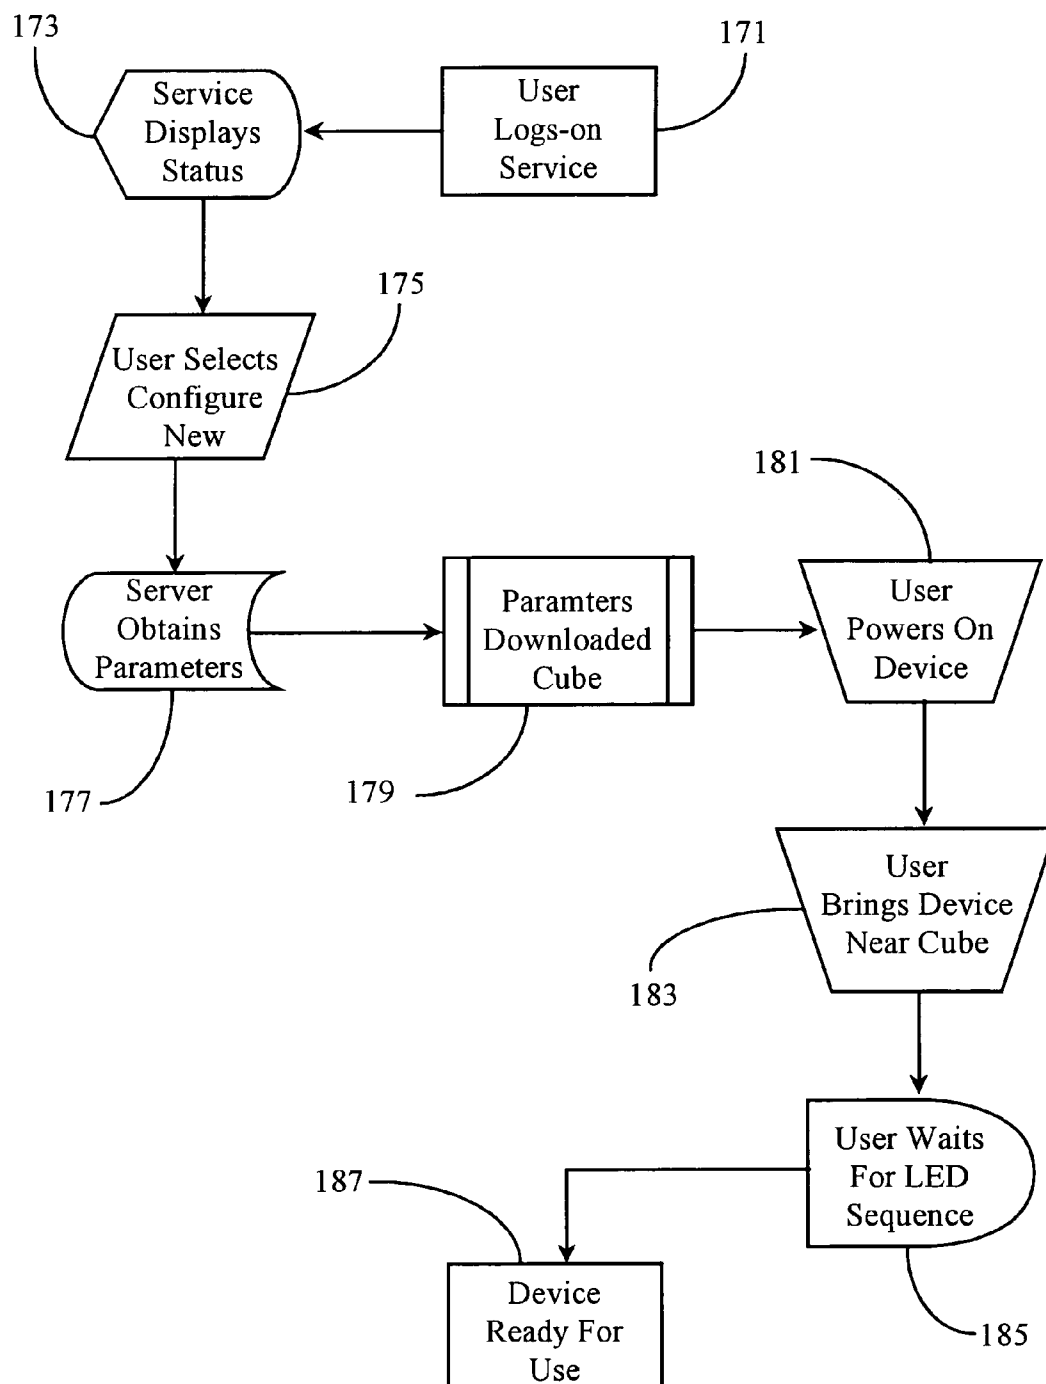 173
171
Service
Displays
Status
User
Logs-on
Service
175
User Selects
Configure
New
181
Server
Obtains
Parameters
Paramters
Downloaded
Cube
User
Powers On
Device
177
179
User
Brings Device
Near Cube
183
User Waits
For LED
Sequence
187
Device
Ready For
Use
185